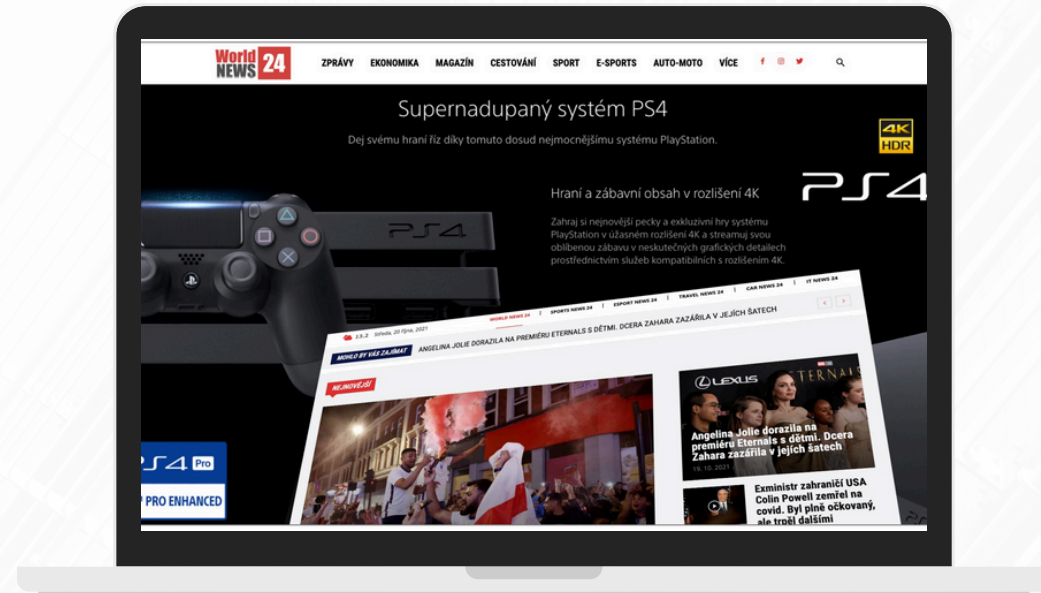 World
NEWS 24
ZPRÁVY EKONOMIKA MAGAZÍN CESTOVÁNÍ SPORT E-SPORTS AUTO-MOTO VÍCE
Supernadupaný systém PS4
Dej svému hraní říz díky tomuto dosud nejmocnějšímu systému PlayStation.
4K
HDR
PS4
Hraní a zábavní obsah v rozlišení 4K
Zahraj si nejnovější pecky a exkluzivní hry systému
PlayStation v úžasném rozlišení 4K a streamuj svou
oblíbenou zábavu v neskutečných grafických detailech
prostřednictvím služeb kompatibilních s rozlišením 4K.
PS4
WORLD NEWS 24 | SPORTS NEWS 24 | ESPORT NEWS 24 | TRAVEL NEWS 24 | CAR NEWS 24 | IT NEWS 24
Středa, 20 října, 2021
MOHLO BY VÁS ZAJÍMAT ANGELINA JOLIE DORAZILA NA PREMIÉRU ETERNALS S DĚTMI. DCERA ZAHARA ZAZÁŘILA V JEJÍCH ŠATECH
NEJNOVĚJŠÍ
LEXUS
ETERNALS
Angelina Jolie dorazila na
premiéru Eternals s dětmi. Dcera
Zahara zazářila v jejích šatech
19. 10. 2021
Exministr zahraničí USA
Colin Powell zemřel na
covid. Byl plně očkovaný,
ale trpěl dalšími
PS4 Pro
PRO ENHANCED